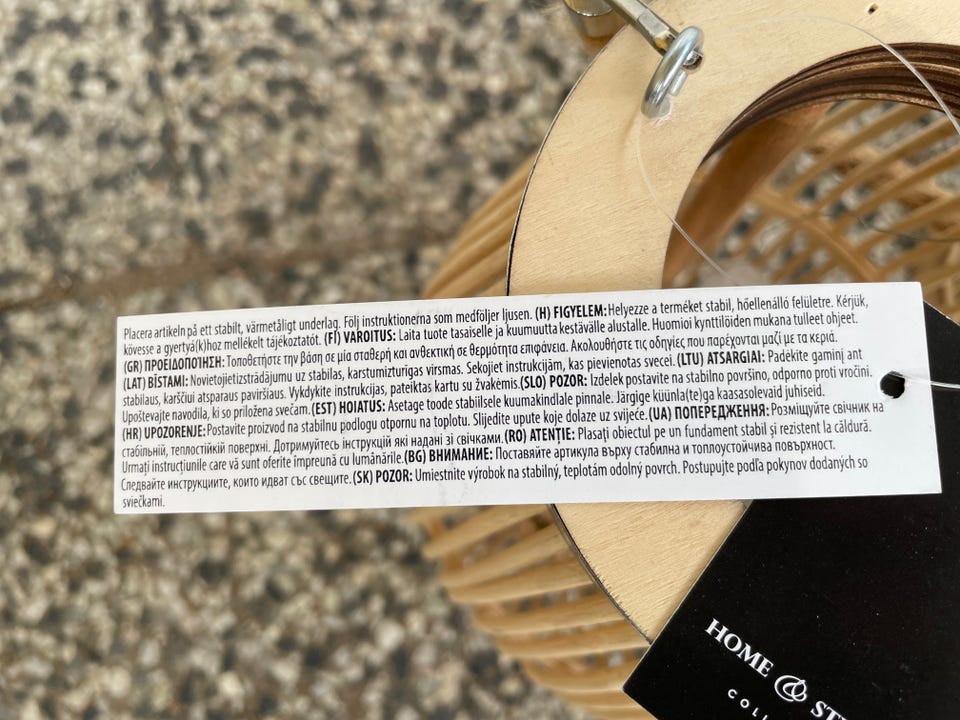 Placera artikeln på ett stabilt, värmetåligt underlag. Följ instruktionerna som medföljer ljusen. (H) FIGYELEM: Helyezze a terméket stabil, hőellenálló felületre. Kérjük,
kövesse a gyertyá(k)hoz mellékelt tájékoztatót. (FI) VAROITUS: Laita tuote tasaiselle ja kuumuutta kestävälle alustalle. Huomioi kynttilöiden mukana tulleet ohjeet.
(GR) ΠΡΟΕΙΔΟΠΟΙΗΣΗ: Τοποθετήστε την βάση σε μία σταθερή και ανθεκτική σε θερμότητα επιφάνεια. Ακολουθήστε τις οδηγίες που παρέχονται μαζί με τα κεριά.
(LAT) BĪSTAMI: Novietojietizstrādājumu uz stabilas, karstumizturīgas virsmas. Sekojiet instrukcijām, kas pievienotas svecei. (LTU) ATSARGIAI: Padėkite gaminį ant
stabilaus, karščiui atsparaus paviršiaus. Vykdykite instrukcijas, pateiktas kartu su žvakėmis.(SLO) POZOR: Izdelek postavite na stabilno površino, odporno proti vročini.
Upoštevajte navodila, ki so priložena svečam.(EST) HOIATUS: Asetage toode stabiilsele kuumakindlale pinnale. Järgige küünla(te)ga kaasasolevaid juhiseid.
(HR) UPOZORENJE: Postavite proizvod na stabilnu podlogu otpornu na toplotu. Slijedite upute koje dolaze uz svijeće. (UA) ПОПЕРЕДЖЕННЯ: Розміщуйте свічник на
стабільній, теплостійкій поверхні. Дотримуйтесь інструкцій які надані зі свічками.(RO) ATENȚIE: Plasați obiectul pe un fundament stabil și rezistent la căldură.
Urmați instrucțiunile care vă sunt oferite împreună cu lumânările.(BG) ВНИМАНИЕ: Поставяйте артикула върху стабилна и топлоустойчива повърхност.
Следвайте инструкциите, които идват със свещите.(SK) POZOR: Umiestnite výrobok na stabilný, teplotám odolný povrch. Postupujte podľa pokynov dodaných so
sviečkami.
HOME & ST
COLL